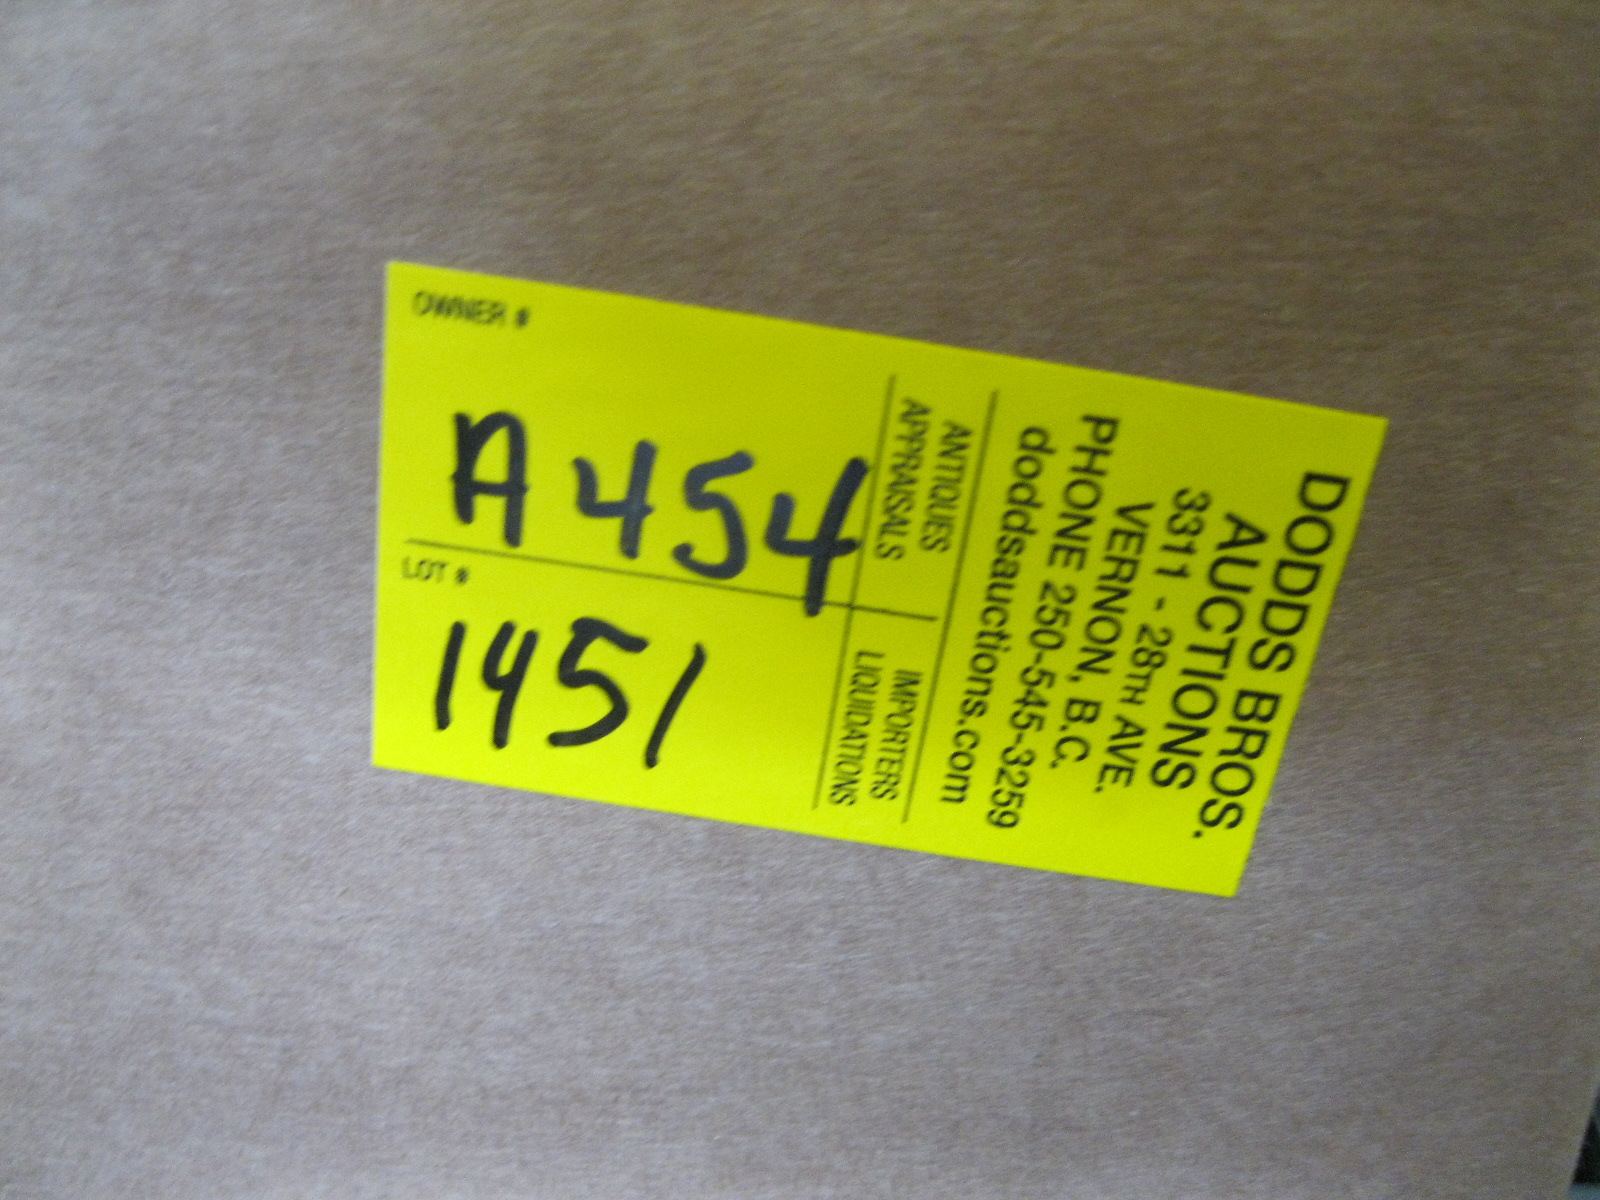 DODDS BROS.
AUCTIONS
3311 - 28TH AVE.
VERNON, B.C.
PHONE 250-545-3259
doddsauctions.com
ANTIQUES
APPRAISALS
IMPORTERS
LIQUIDATIONS
OWNER #
A454
LOT #
1451